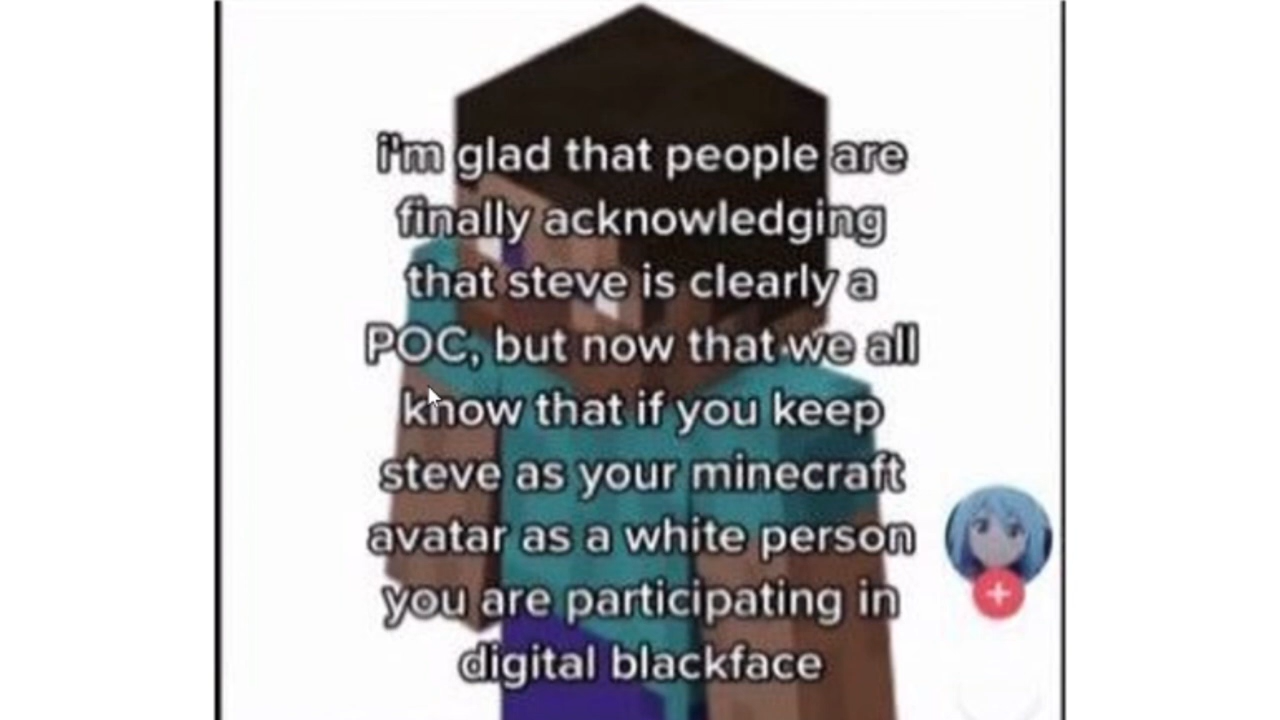 i'm glad that people are
finally acknowledging
that steve is clearly a
POC, but now that we all
know that if you keep
steve as your minecraft
avatar as a white person
you are participating in
digital blackface